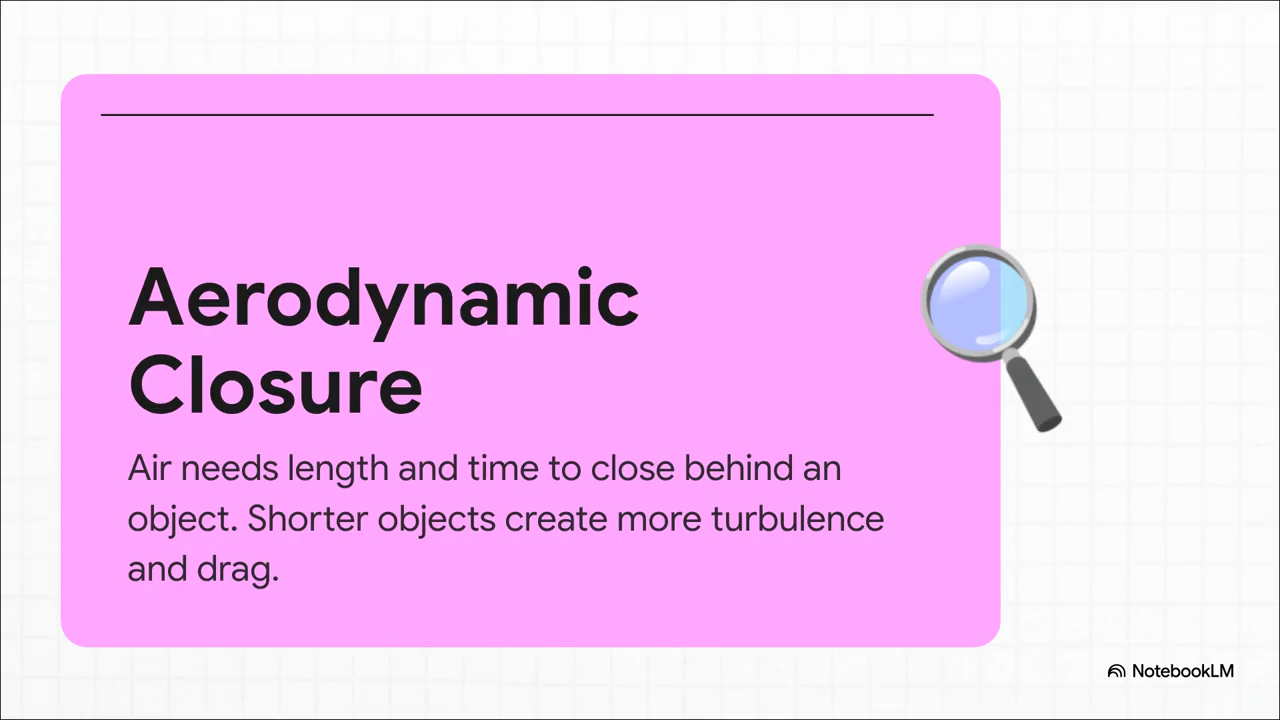 Aerodynamic
Closure
Air needs length and time to close behind an
object. Shorter objects create more turbulence
and drag.
NotebookLM